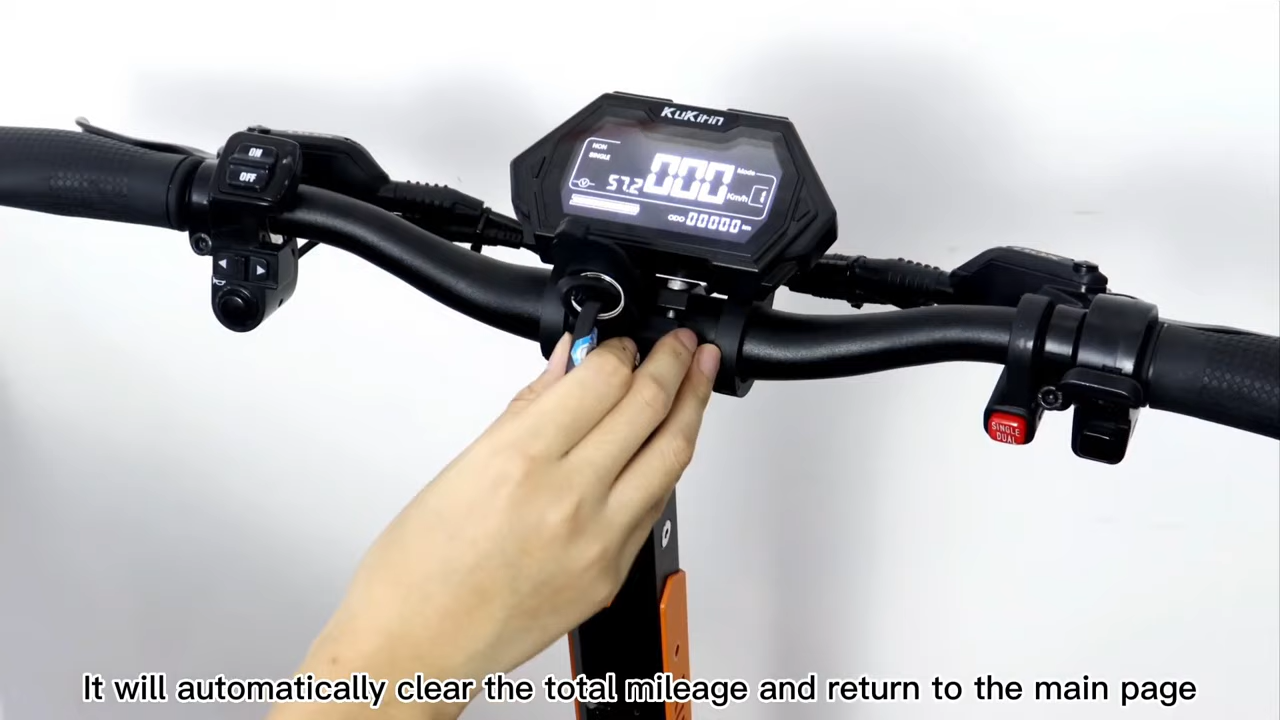 KuKirin
ON
OFF
NON
SINGLE
Mode
57.2
000
Km/h
ODO 00000 km
SINGLE
DUAL
It will automatically clear the total mileage and return to the main page